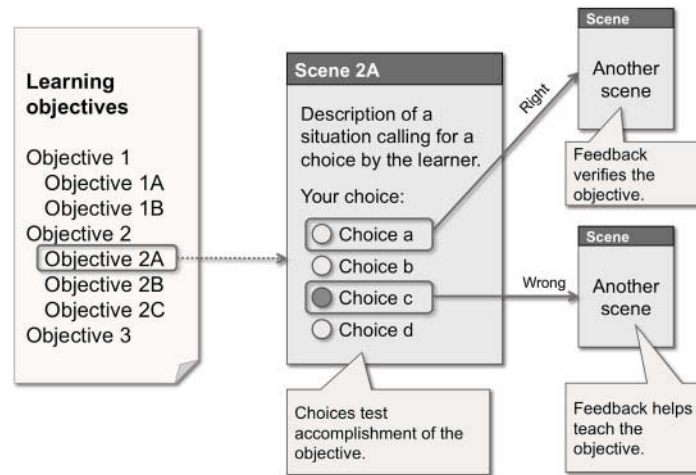 Learning
objectives
Objective 1
Objective 1A
Objective 1B
Objective 2
Objective 2A
Objective 2B
Objective 2C
Objective 3
Scene 2A
Description of a
situation calling for a
choice by the learner.
Your choice:
Choice a
Choice b
Choice c
Choice d
Choices test
accomplishment of the
objective.
Right
Scene
Another
scene
Feedback
verifies the
objective.
Wrong
Scene
Another
scene
Feedback helps
teach the
objective.